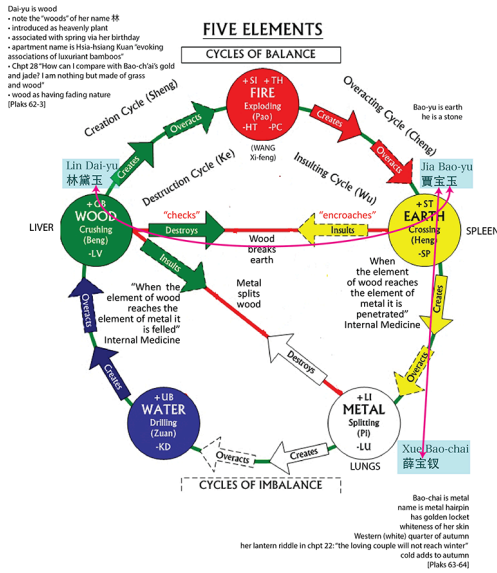 Dai-yu is wood
• note the "woods" of her name 林
• introduced as heavenly plant
• associated with spring via her birthday
• apartment name is Hsia-hsiang Kuan "evoking
associations of luxuriant bamboos"
• Chpt 28 "How can I compare with Bao-ch'ai's gold
and jade? I am nothing but made of grass
and wood"
• wood as having fading nature
[Plaks 62-3]
FIVE ELEMENTS
CYCLES OF BALANCE
Creation Cycle (Sheng)
Overacts
Creates
+SI +TH
FIRE
Exploding
(Pao)
-HT -PC
(WANG
Xi-feng)
Creates
Overacts
Overacting Cycle (Cheng)
Bao-yu is earth
he is a stone
Destruction Cycle (Ke)
Insulting Cycle (Wu)
Lin Dai-yu
林黛玉
Jia Bao-yu
賈宝玉
LIVER
+GB
WOOD
Crushing
(Beng)
-LV
"checks"
Destroys
"encroaches"
Insults
+ST
EARTH
Crossing
(Heng)
-SP
SPLEEN
Wood
breaks
earth
Insults
"When the
element of wood
reaches the
element of metal it
is felled"
Internal Medicine
Metal
splits
wood
When
the element
of wood reaches
the element of
metal it is
penetrated"
Internal Medicine
Creates
Overacts
Overacts
Creates
Destroys
+UB
WATER
Drilling
(Zuan)
-KD
+LI
METAL
Splitting
(Pi)
-LU
LUNGS
Xue Bao-chai
薛宝钗
Overacts
Creates
CYCLES OF IMBALANCE
Bao-chai is metal
name is metal hairpin
has golden locket
whiteness of her skin
Western (white) quarter of autumn
her lantern riddle in chpt 22: "the loving couple will not reach winter"
cold adds to autumn
[Plaks 63-64]